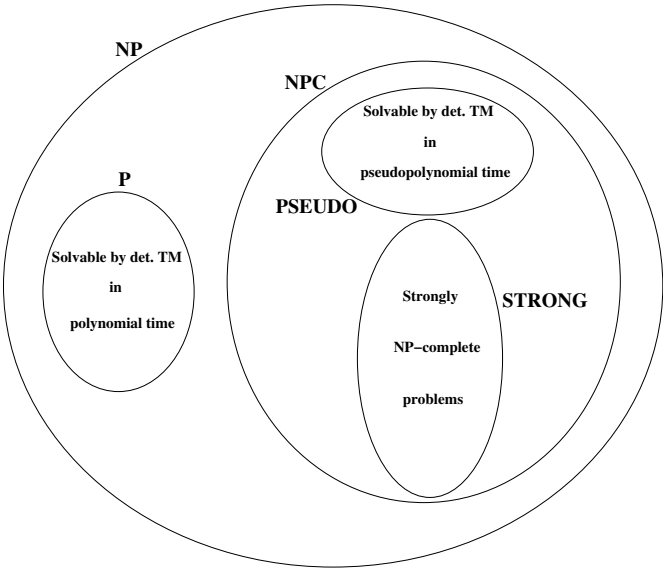 NP
NPC
Solvable by det. TM
in
pseudopolynomial time
PSEUDO
P
Solvable by det. TM
in
polynomial time
Strongly
NP−complete
problems
STRONG